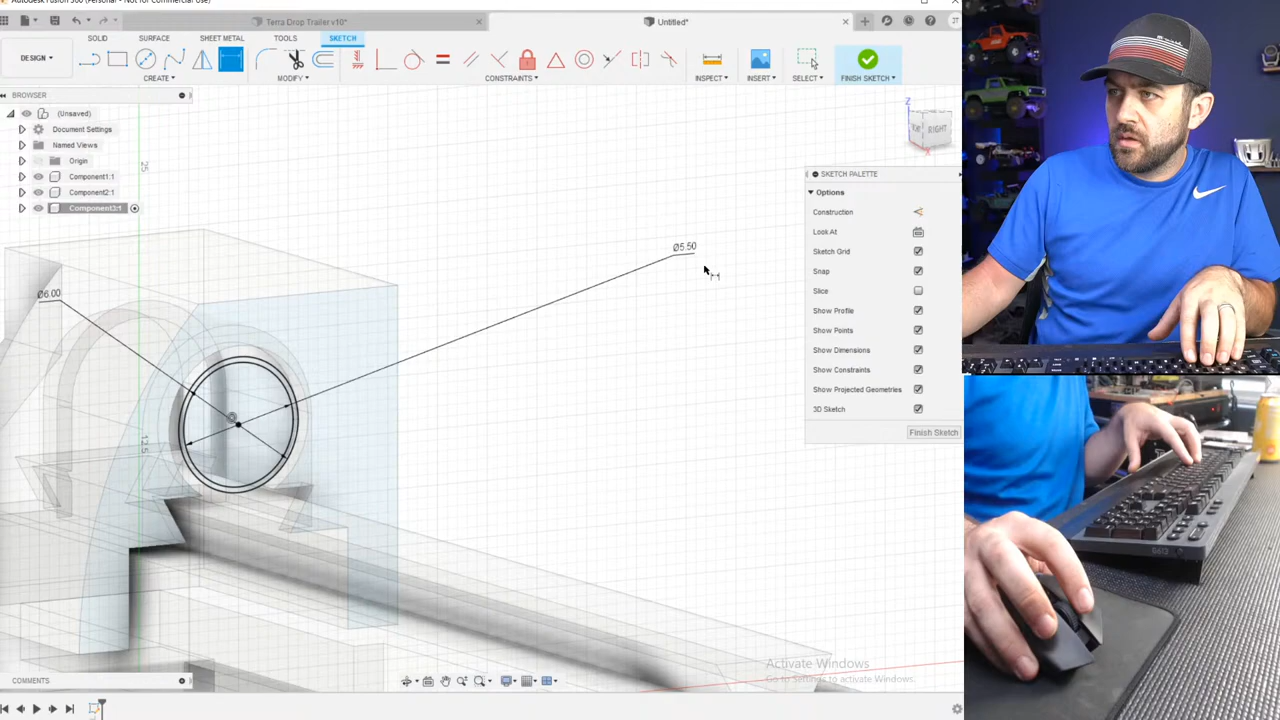 Autodesk Fusion 360 (Personal - Not for Commercial Use)
Terra Drop Trailer v10*
Untitled*
JT
SOLID
SURFACE
SHEET METAL
TOOLS
SKETCH
DESIGN
CREATE
MODIFY
CONSTRAINTS
INSPECT
INSERT
SELECT
FINISH SKETCH
BROWSER
(Unsaved)
Document Settings
Named Views
Origin
Component1:1
Component2:1
Component3:1
Z
RIGHT
X
25
SKETCH PALETTE
Options
Construction
Look At
Sketch Grid
Snap
Slice
Show Profile
Show Points
Show Dimensions
Show Constraints
Show Projected Geometries
3D Sketch
Finish Sketch
Ø5.50
Ø6.00
Activate Windows
Go to Settings to activate Windows.
COMMENTS
G613